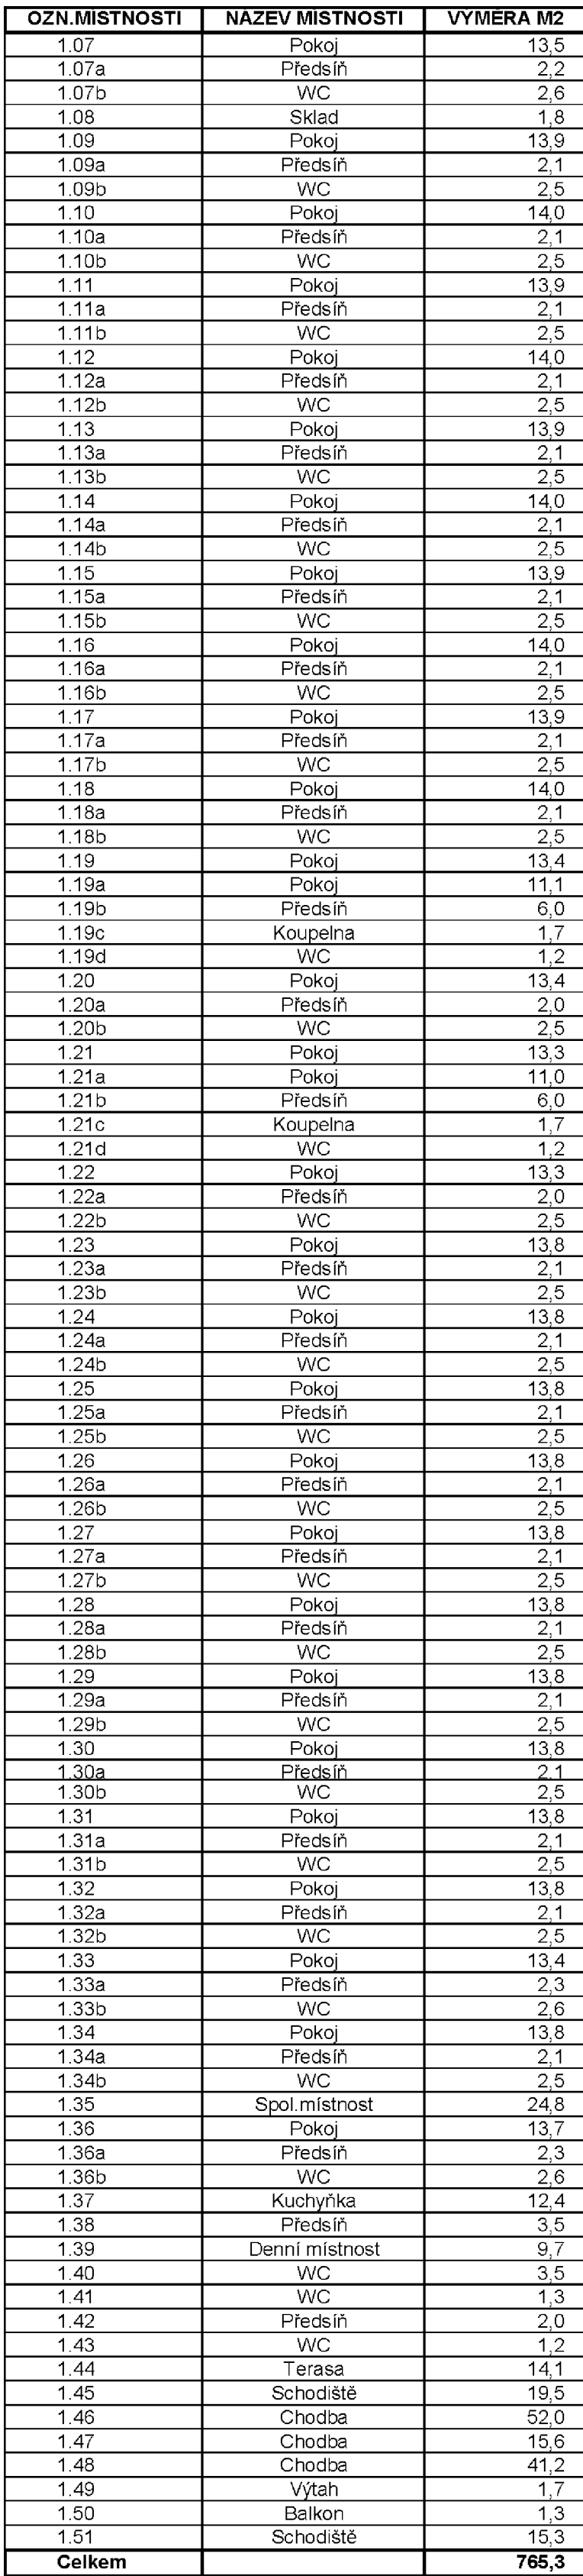 OZN.MÍSTNOSTI NÁZEV MÍSTNOSTI VÝMĚRA M2
1.07 Pokoj 13,5
1.07a Předsíň 2,2
1.07b WC 2,6
1.08 Sklad 1,8
1.09 Pokoj 13,9
1.09a Předsíň 2,1
1.09b WC 2,5
1.10 Pokoj 14,0
1.10a Předsíň 2,1
1.10b WC 2,5
1.11 Pokoj 13,9
1.11a Předsíň 2,1
1.11b WC 2,5
1.12 Pokoj 14,0
1.12a Předsíň 2,1
1.12b WC 2,5
1.13 Pokoj 13,9
1.13a Předsíň 2,1
1.13b WC 2,5
1.14 Pokoj 14,0
1.14a Předsíň 2,1
1.14b WC 2,5
1.15 Pokoj 13,9
1.15a Předsíň 2,1
1.15b WC 2,5
1.16 Pokoj 14,0
1.16a Předsíň 2,1
1.16b WC 2,5
1.17 Pokoj 13,9
1.17a Předsíň 2,1
1.17b WC 2,5
1.18 Pokoj 14,0
1.18a Předsíň 2,1
1.18b WC 2,5
1.19 Pokoj 13,4
1.19a Pokoj 11,1
1.19b Předsíň 6,0
1.19c Koupelna 1,7
1.19d WC 1,2
1.20 Pokoj 13,4
1.20a Předsíň 2,0
1.20b WC 2,5
1.21 Pokoj 13,3
1.21a Pokoj 11,0
1.21b Předsíň 6,0
1.21c Koupelna 1,7
1.21d WC 1,2
1.22 Pokoj 13,3
1.22a Předsíň 2,0
1.22b WC 2,5
1.23 Pokoj 13,8
1.23a Předsíň 2,1
1.23b WC 2,5
1.24 Pokoj 13,8
1.24a Předsíň 2,1
1.24b WC 2,5
1.25 Pokoj 13,8
1.25a Předsíň 2,1
1.25b WC 2,5
1.26 Pokoj 13,8
1.26a Předsíň 2,1
1.26b WC 2,5
1.27 Pokoj 13,8
1.27a Předsíň 2,1
1.27b WC 2,5
1.28 Pokoj 13,8
1.28a Předsíň 2,1
1.28b WC 2,5
1.29 Pokoj 13,8
1.29a Předsíň 2,1
1.29b WC 2,5
1.30 Pokoj 13,8
1.30a Předsíň 2,1
1.30b WC 2,5
1.31 Pokoj 13,8
1.31a Předsíň 2,1
1.31b WC 2,5
1.32 Pokoj 13,8
1.32a Předsíň 2,1
1.32b WC 2,5
1.33 Pokoj 13,4
1.33a Předsíň 2,3
1.33b WC 2,6
1.34 Pokoj 13,8
1.34a Předsíň 2,1
1.34b WC 2,5
1.35 Spol.místnost 24,8
1.36 Pokoj 13,7
1.36a Předsíň 2,3
1.36b WC 2,6
1.37 Kuchyňka 12,4
1.38 Předsíň 3,5
1.39 Denní místnost 9,7
1.40 WC 3,5
1.41 WC 1,3
1.42 Předsíň 2,0
1.43 WC 1,2
1.44 Terasa 14,1
1.45 Schodiště 19,5
1.46 Chodba 52,0
1.47 Chodba 15,6
1.48 Chodba 41,2
1.49 Výtah 1,7
1.50 Balkon 1,3
1.51 Schodiště 15,3
Celkem 765,3